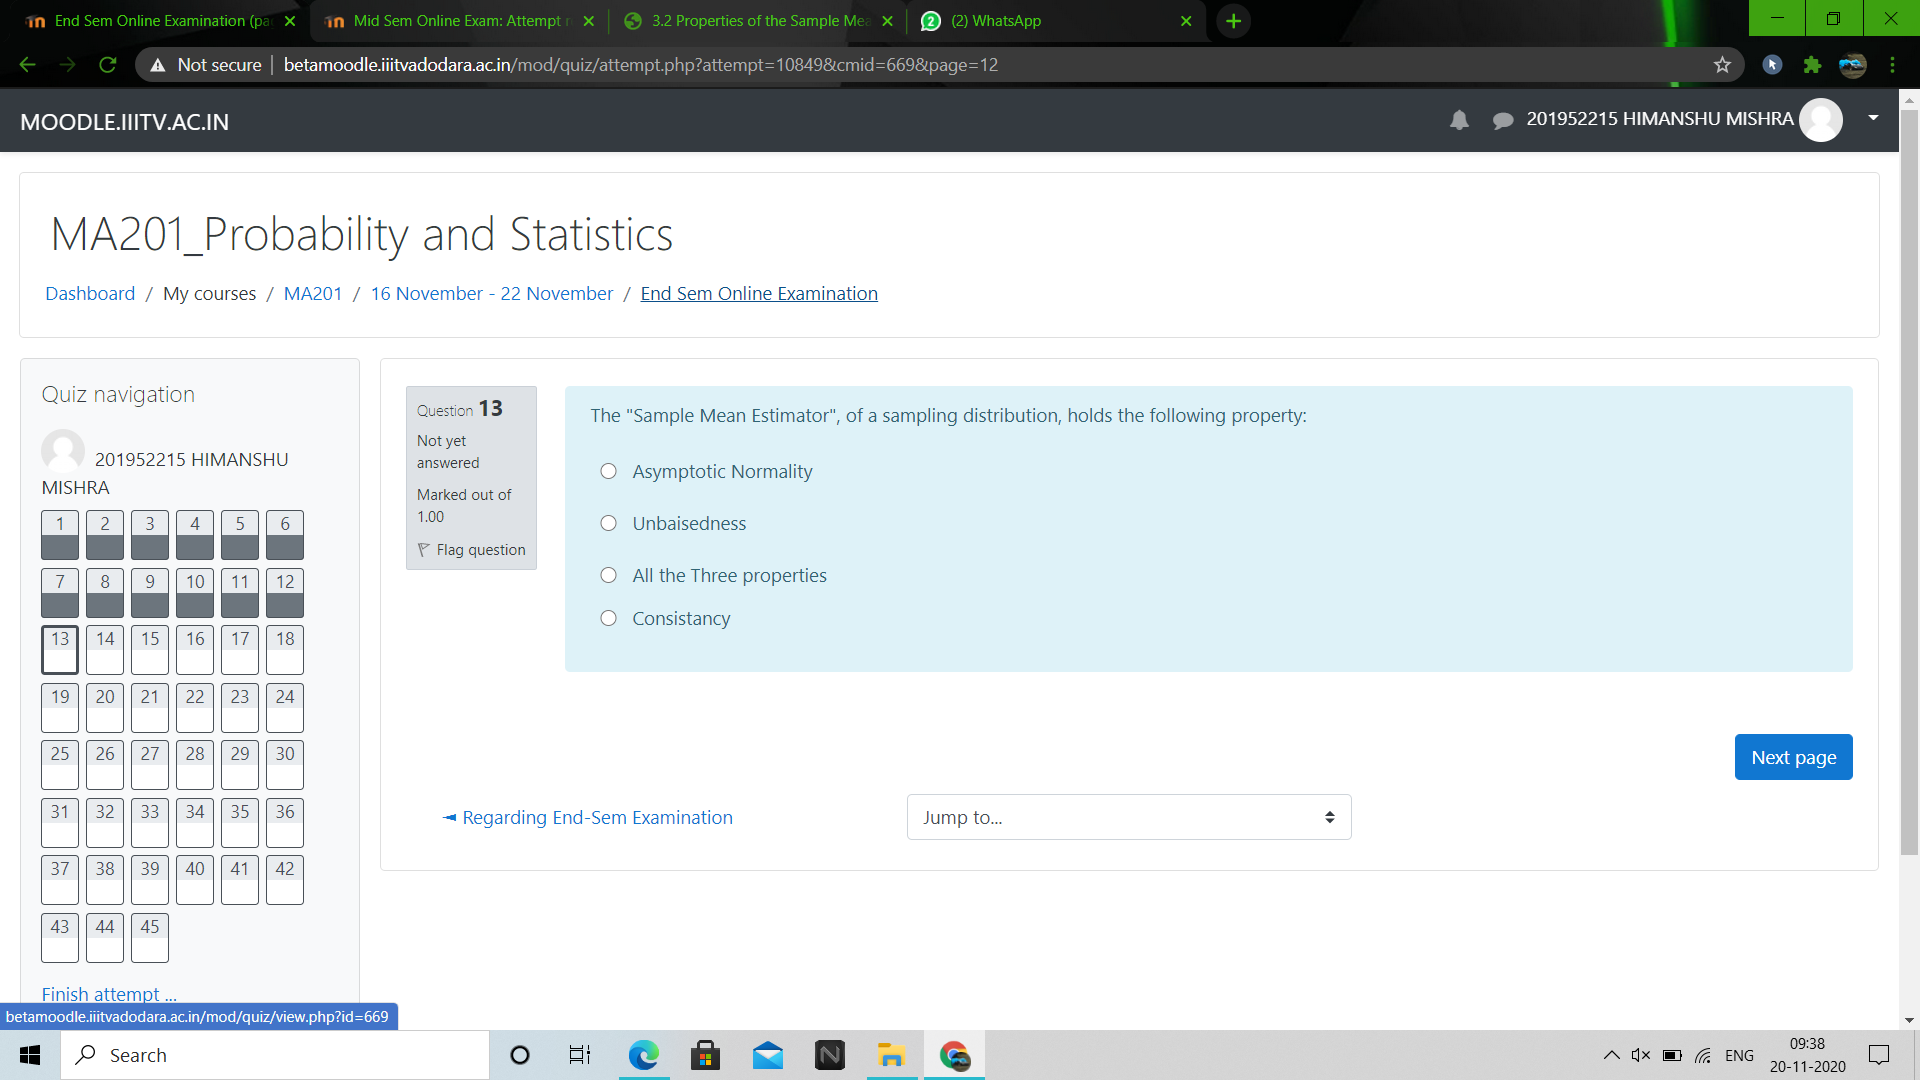 End Sem Online Examination (pa
Mid Sem Online Exam: Attempt r
3.2 Properties of the Sample Mea
(2) WhatsApp
Not secure
betamoodle.iiitvadodara.ac.in/mod/quiz/attempt.php?attempt=10849&cmid=669&page=12
MOODLE.IIITV.AC.IN
201952215 HIMANSHU MISHRA
MA201_Probability and Statistics
Dashboard / My courses / MA201 / 16 November - 22 November / End Sem Online Examination
Quiz navigation
201952215 HIMANSHU
MISHRA
1 2 3 4 5 6
7 8 9 10 11 12
13 14 15 16 17 18
19 20 21 22 23 24
25 26 27 28 29 30
31 32 33 34 35 36
37 38 39 40 41 42
43 44 45
Finish attempt ...
Question 13
Not yet
answered
Marked out of
1.00
Flag question
The "Sample Mean Estimator", of a sampling distribution, holds the following property:
Asymptotic Normality
Unbaisedness
All the Three properties
Consistancy
Next page
◄ Regarding End-Sem Examination
Jump to...
betamoodle.iiitvadodara.ac.in/mod/quiz/view.php?id=669
Search
ENG
09:38
20-11-2020